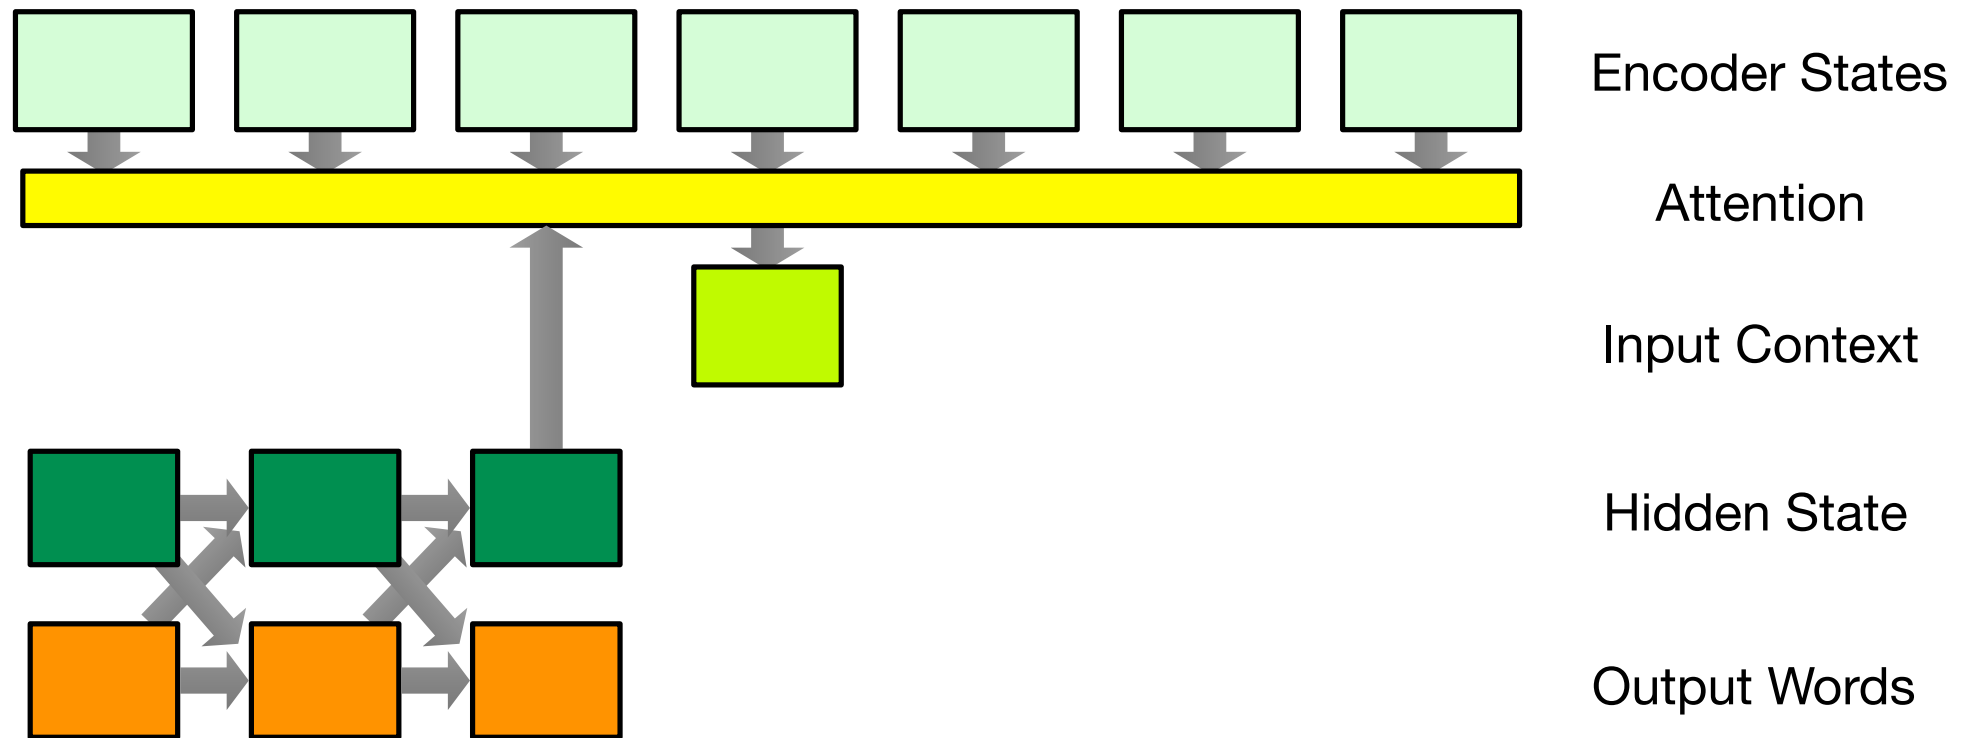 Encoder States
Attention
Input Context
Hidden State
Output Words